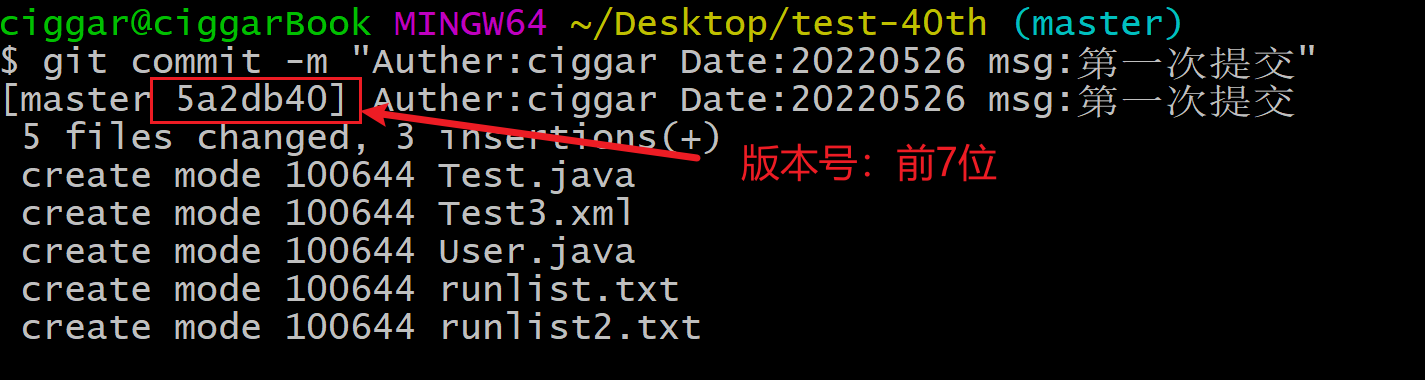 ciggar@ciggarBook MINGW64 ~/Desktop/test-40th (master)
$ git commit -m "Auther:ciggar Date:20220526 msg:第一次提交"
[master 5a2db40] Auther:ciggar Date:20220526 msg:第一次提交
5 files changed, 3 insertions(+)
版本号：前7位
create mode 100644 Test.java
create mode 100644 Test3.xml
create mode 100644 User.java
create mode 100644 runlist.txt
create mode 100644 runlist2.txt